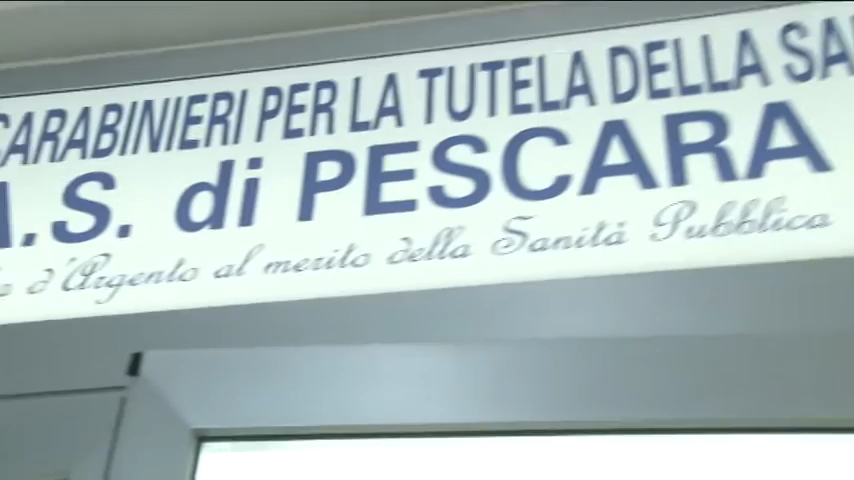 CARABINIERI PER LA TUTELA DELLA SA
A.S. di PESCARA
d'Argento al merito della Sanità Pubblica